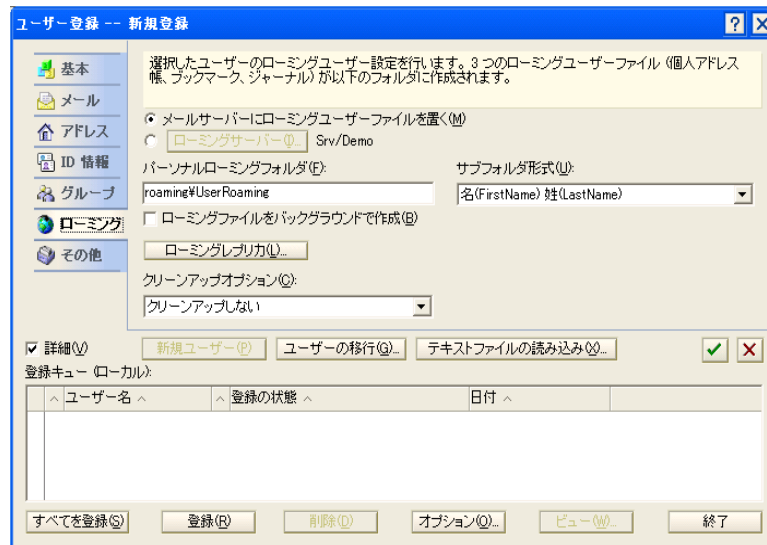 ユーザー登録 -- 新規登録
基本
メール
アドレス
ID 情報
グループ
ローミング
その他
選択したユーザーのローミングユーザー設定を行います。3 つのローミングユーザーファイル (個人アドレス
帳、ブックマーク、ジャーナル) が以下のフォルダに作成されます。
メールサーバーにローミングユーザーファイルを置く(M)
ローミングサーバー(I)... Srv/Demo
パーソナルローミングフォルダ(F): サブフォルダ形式(U):
roaming¥UserRoaming 名(FirstName) 姓(LastName)
ローミングファイルをバックグラウンドで作成(B)
ローミングレプリカ(L)...
クリーンアップオプション(C):
クリーンアップしない
詳細(V) 新規ユーザー(P) ユーザーの移行(G)... テキストファイルの読み込み(X)...
登録キュー (ローカル):
ユーザー名 登録の状態 日付
すべてを登録(S) 登録(R) 削除(D) オプション(O)... ビュー(W)... 終了